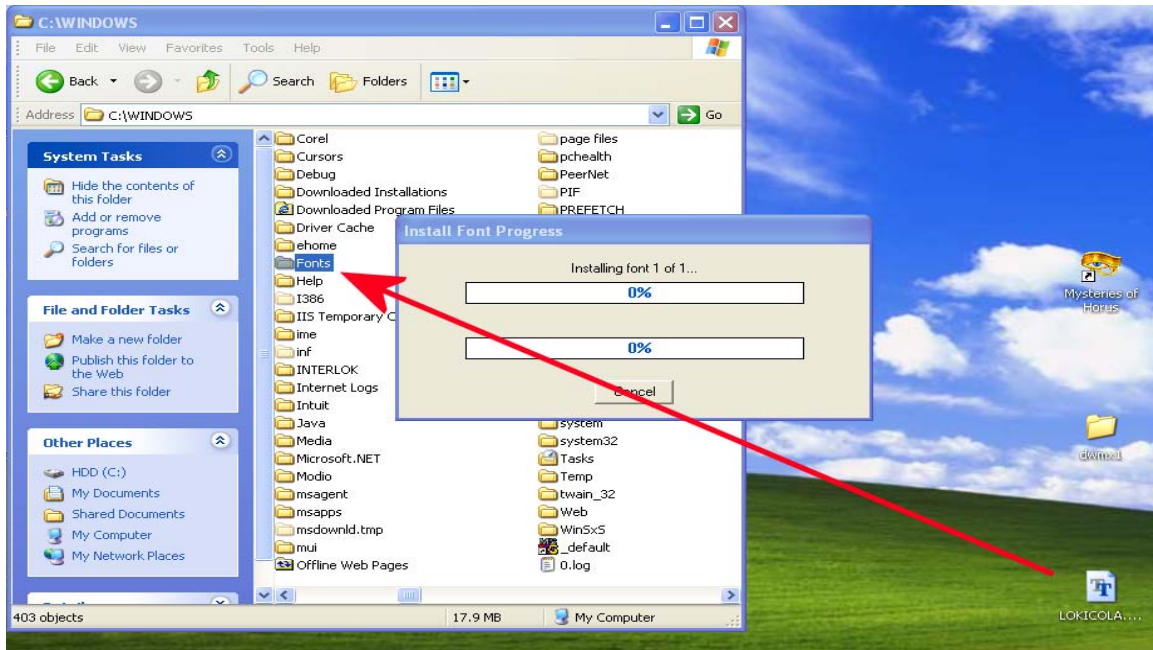 C:\WINDOWS
File Edit View Favorites Tools Help
Back Search Folders
Address C:\WINDOWS Go
System Tasks
Hide the contents of
this folder
Add or remove
programs
Search for files or
folders
File and Folder Tasks
Make a new folder
Publish this folder to
the Web
Share this folder
Other Places
HDD (C:)
My Documents
Shared Documents
My Computer
My Network Places
Corel
Cursors
Debug
Downloaded Installations
Downloaded Program Files
Driver Cache
ehome
Fonts
Help
I386
IIS Temporary C
ime
inf
INTERLOK
Internet Logs
Intuit
Java
Media
Microsoft.NET
Modio
msagent
msapps
msdownld.tmp
mui
Offline Web Pages
page files
pchealth
PeerNet
PIF
PREFETCH
system
system32
Tasks
Temp
twain_32
Web
WinSxS
_default
0.log
Install Font Progress
Installing font 1 of 1...
0%
0%
Cancel
403 objects 17.9 MB My Computer
Mysteries of
Horus
LOKICOLA....